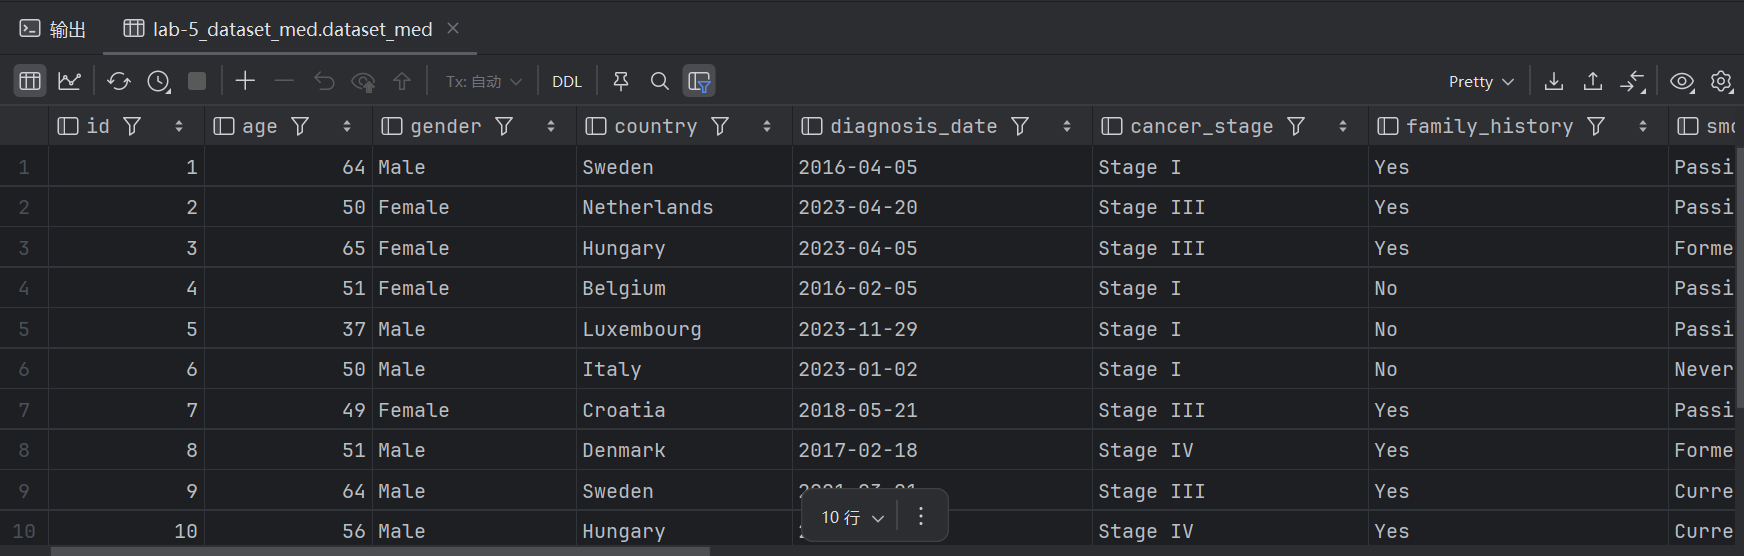 输出 lab-5_dataset_med.dataset_med
Tx: 自动 DDL Pretty
id age gender country diagnosis_date cancer_stage family_history smo
1 1 64 Male Sweden 2016-04-05 Stage I Yes Passi
2 2 50 Female Netherlands 2023-04-20 Stage III Yes Passi
3 3 65 Female Hungary 2023-04-05 Stage III Yes Forme
4 4 51 Female Belgium 2016-02-05 Stage I No Passi
5 5 37 Male Luxembourg 2023-11-29 Stage I No Passi
6 6 50 Male Italy 2023-01-02 Stage I No Never
7 7 49 Female Croatia 2018-05-21 Stage III Yes Passi
8 8 51 Male Denmark 2017-02-18 Stage IV Yes Forme
9 9 64 Male Sweden Stage III Yes Curre
10 10 56 Male Hungary Stage IV Yes Curre
10 行